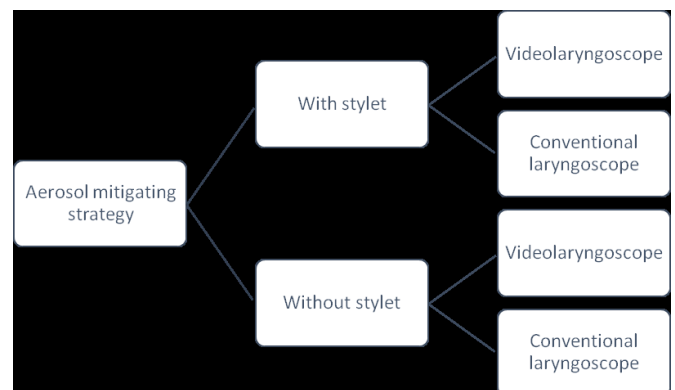 Aerosol mitigating
strategy
With stylet
Videolaryngoscope
Conventional
laryngoscope
Without stylet
Videolaryngoscope
Conventional
laryngoscope